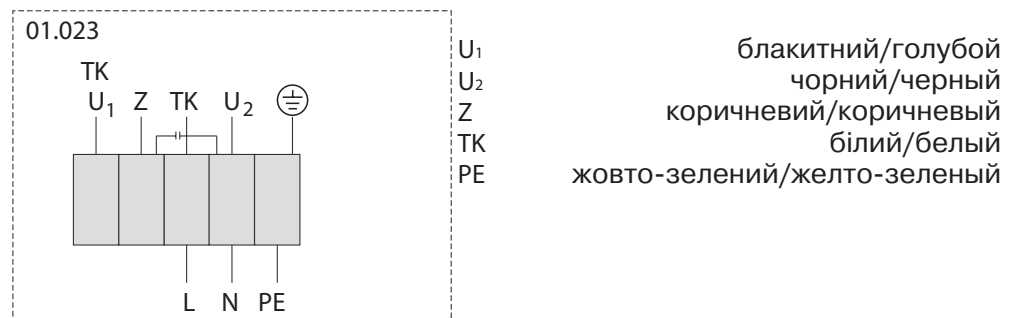 01.023
TK
U₁ Z TK U₂
L N PE
U₁ блакитний/голубой
U₂ чорний/черный
Z коричневий/коричневый
TK білий/белый
PE жовто-зелений/желто-зеленый